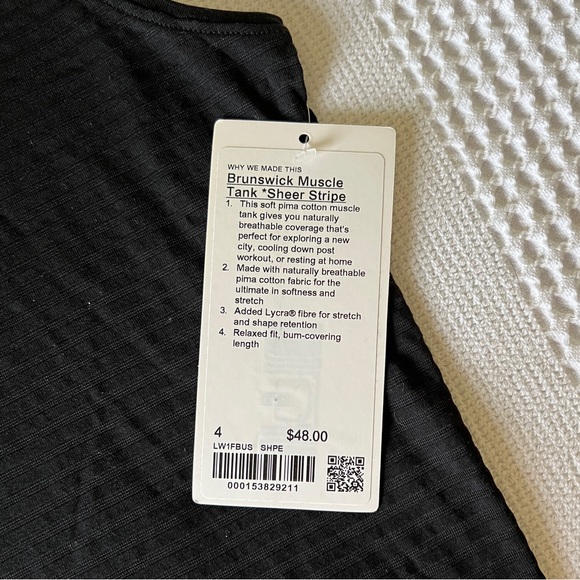 WHY WE MADE THIS
Brunswick Muscle
Tank *Sheer Stripe
1. This soft pima cotton muscle
tank gives you naturally
breathable coverage that's
perfect for exploring a new
city, cooling down post
workout, or resting at home
2. Made with naturally breathable
pima cotton fabric for the
ultimate in softness and
stretch
3. Added Lycra® fibre for stretch
and shape retention
4. Relaxed fit, bum-covering
length
4 $48.00
LW1FBUS SHPE
000153829211